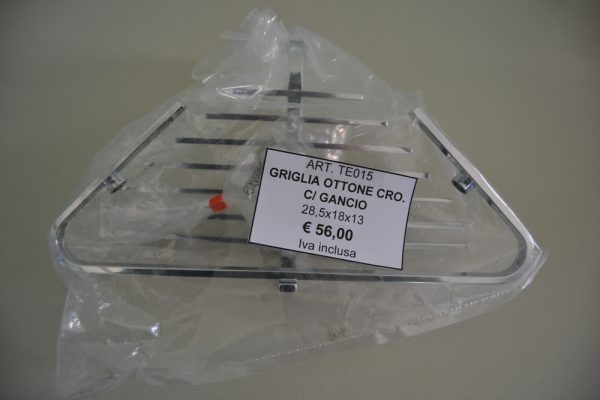 ART. TE015
GRIGLIA OTTONE CRO.
C/ GANCIO
28,5x18x13
€ 56,00
Iva inclusa